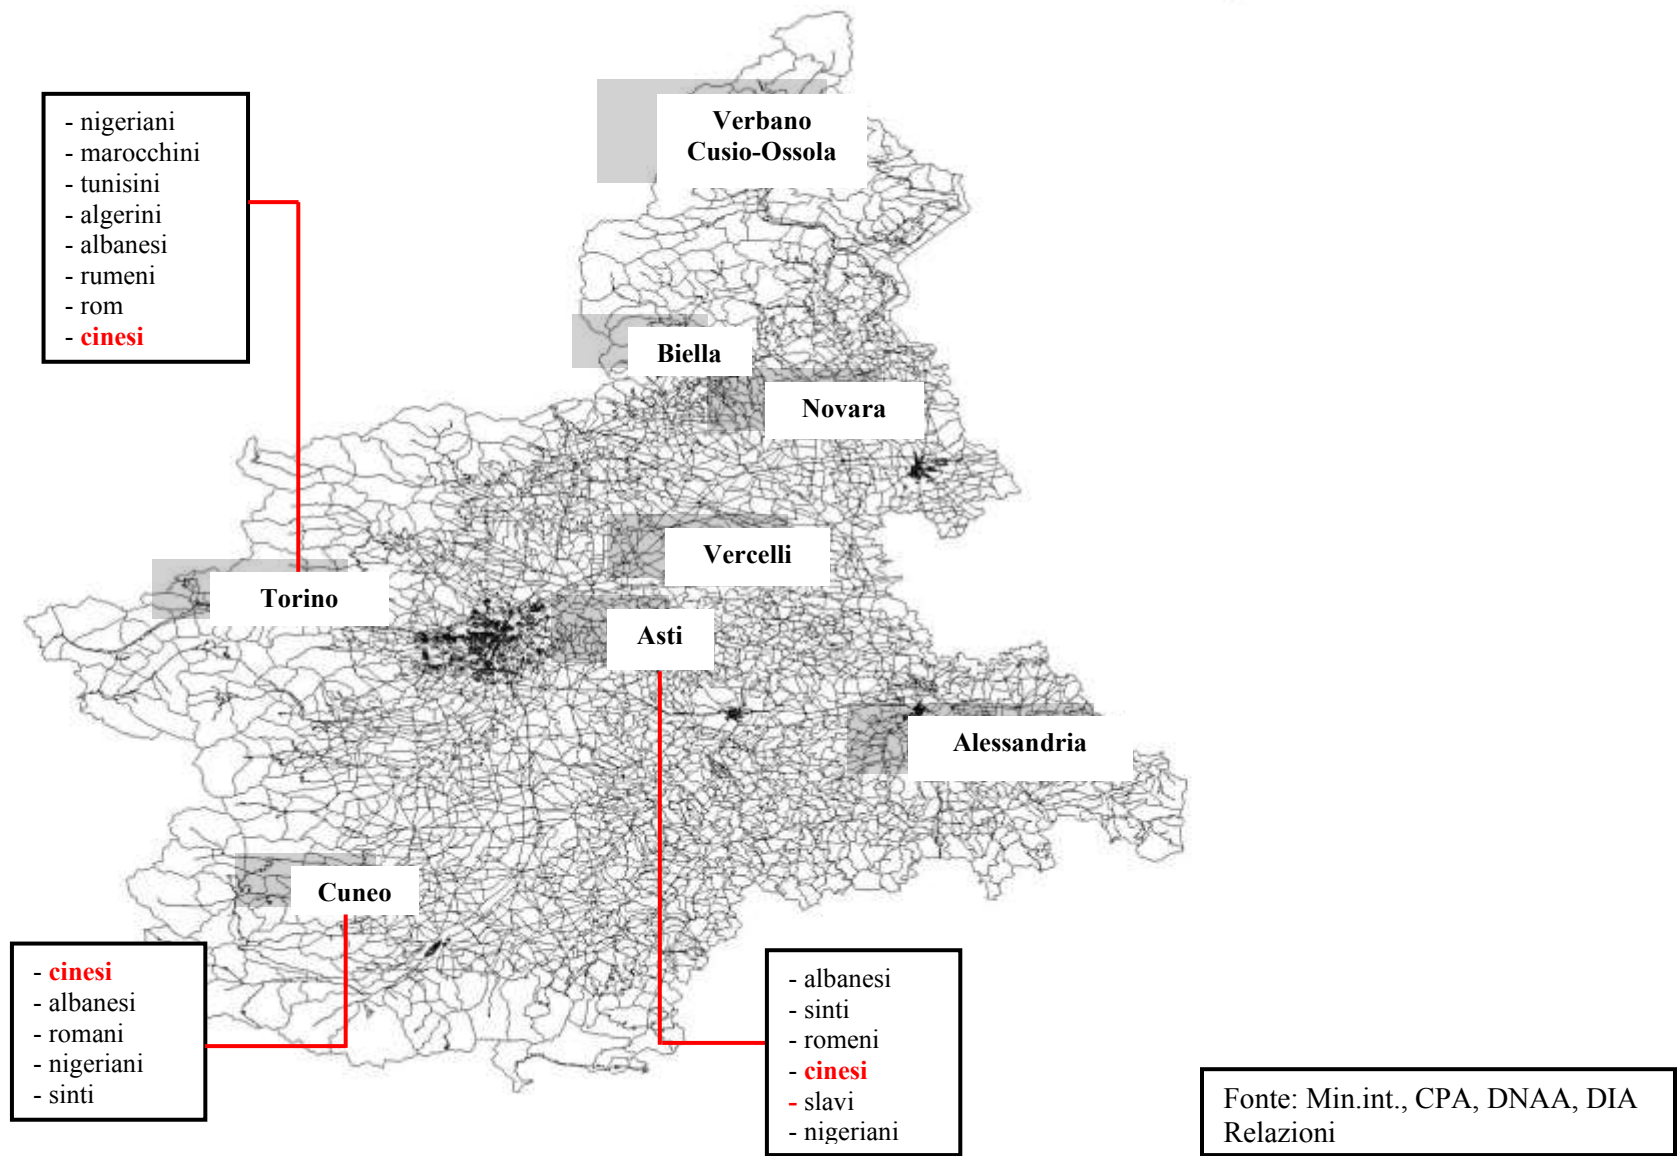 Verbano
Cusio-Ossola
- nigeriani
- marocchini
- tunisini
- algerini
- albanesi
- rumeni
- rom
- cinesi
Biella
Novara
Vercelli
Torino
Asti
Alessandria
Cuneo
- cinesi
- albanesi
- romani
- nigeriani
- sinti
- albanesi
- sinti
- romeni
- cinesi
- slavi
- nigeriani
Fonte: Min.int., CPA, DNAA, DIA
Relazioni